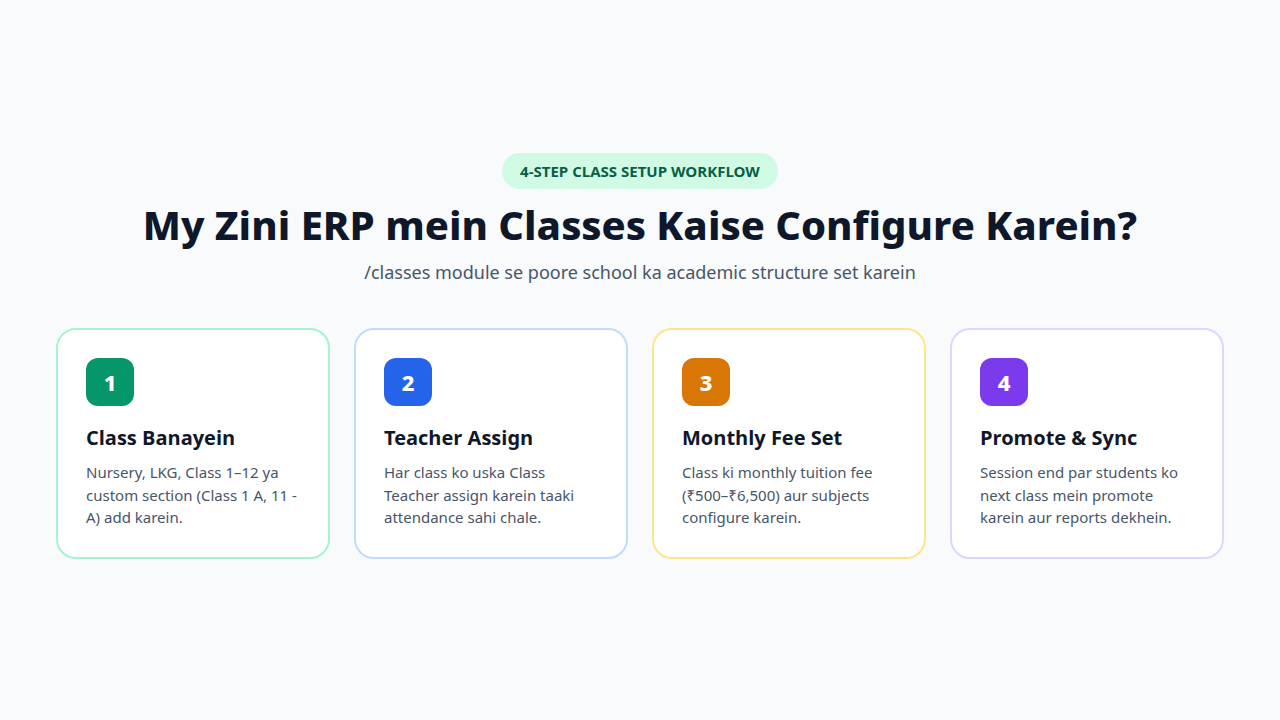 4-STEP CLASS SETUP WORKFLOW
My Zini ERP mein Classes Kaise Configure Karein?
/classes module se poore school ka academic structure set karein
1
Class Banayein
Nursery, LKG, Class 1–12 ya
custom section (Class 1 A, 11 -
A) add karein.
2
Teacher Assign
Har class ko uska Class
Teacher assign karein taaki
attendance sahi chale.
3
Monthly Fee Set
Class ki monthly tuition fee
(₹500–₹6,500) aur subjects
configure karein.
4
Promote & Sync
Session end par students ko
next class mein promote
karein aur reports dekhein.